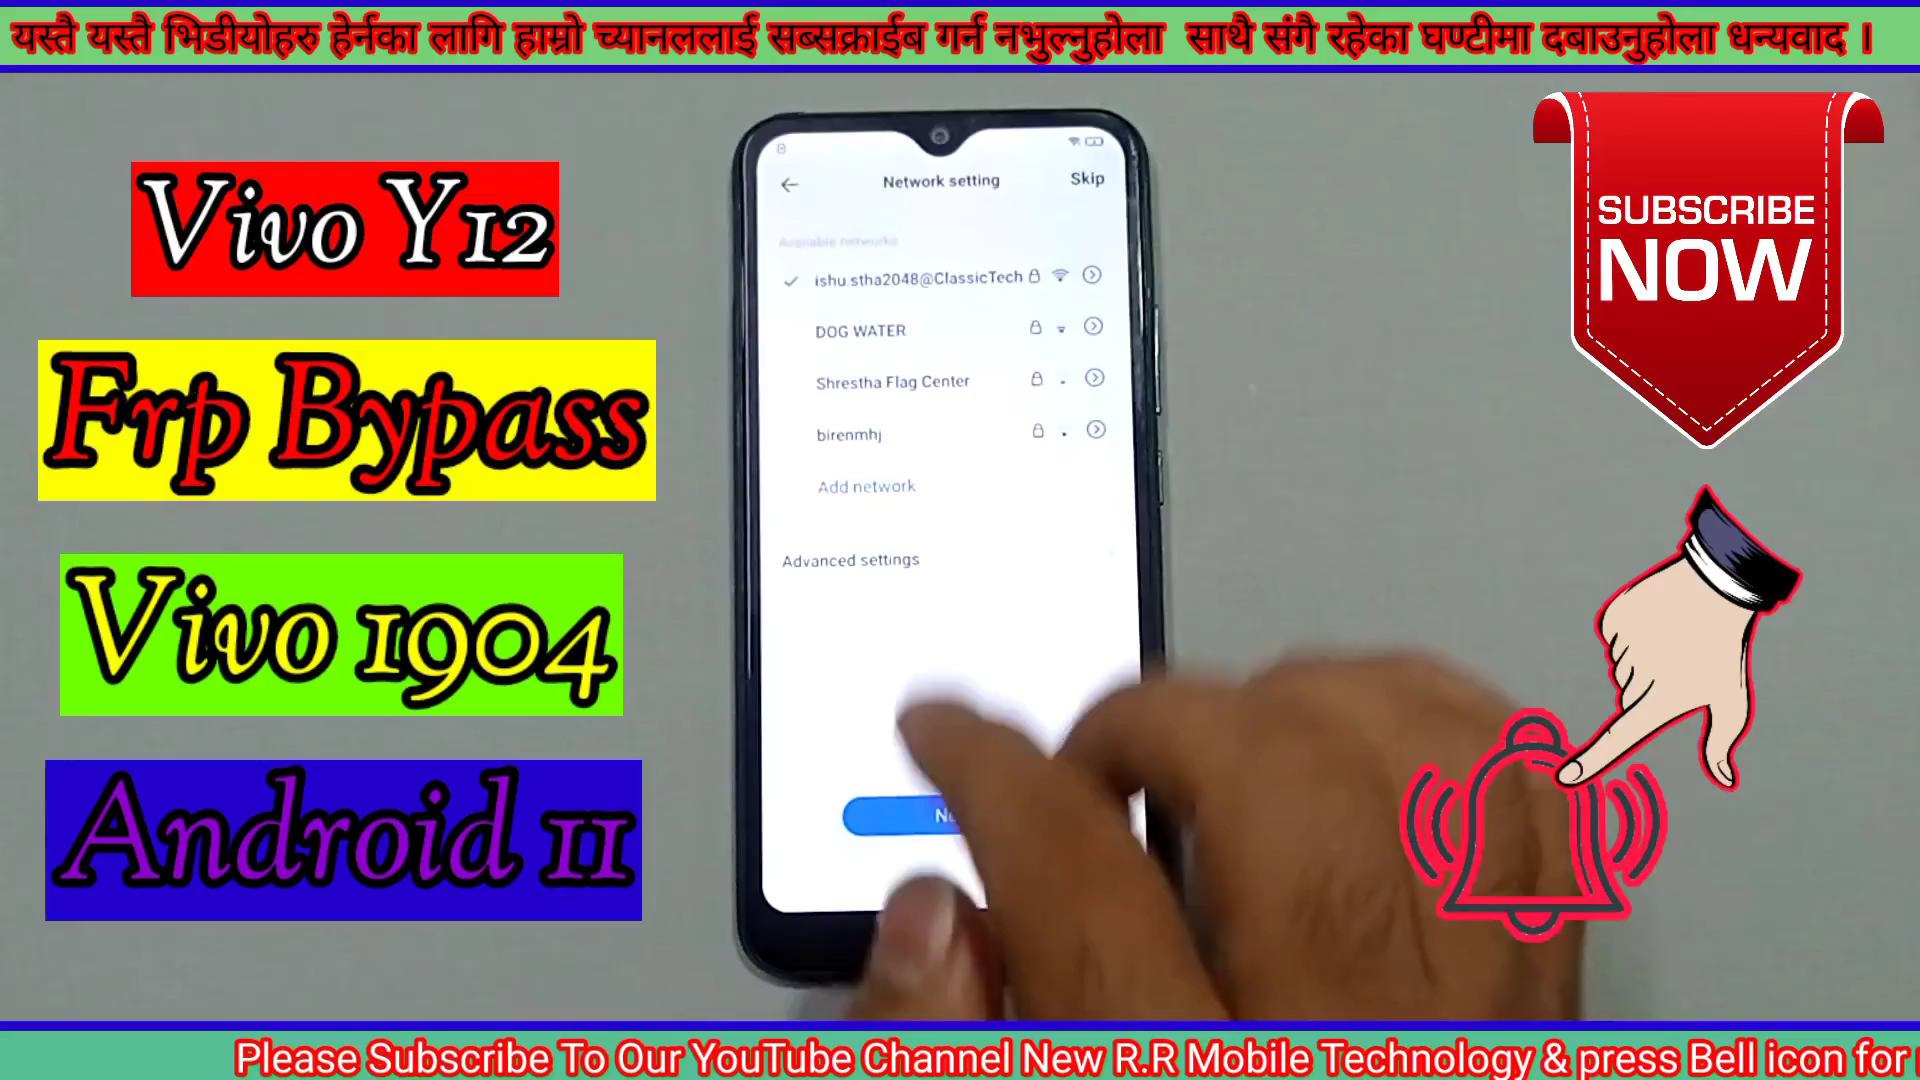 यस्तै यस्तै भिडीयोहरु हेर्नका लागि हाम्रो च्यानललाई सब्सक्राईब गर्न नभुल्नुहोला साथै संगै रहेका घण्टीमा दबाउनुहोला धन्यवाद ।
Vivo Y12
Frp Bypass
Vivo 1904
Android 11
Network setting
Skip
Available networks
ishu.stha2048@ClassicTech
DOG WATER
Shrestha Flag Center
birenmhj
Add network
Advanced settings
SUBSCRIBE
NOW
Please Subscribe To Our YouTube Channel New R.R Mobile Technology & press Bell icon for